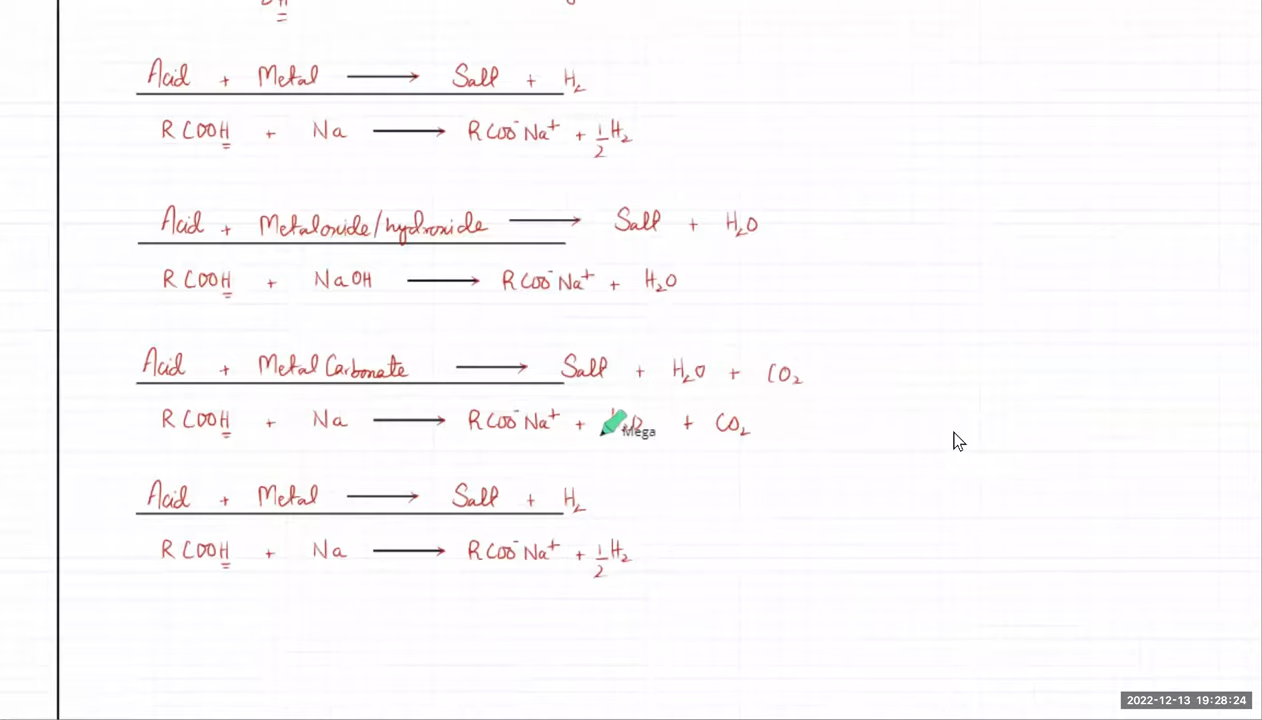 Acid + Metal ⟶ Salt + H₂
RCOOH + Na ⟶ RCOO⁻Na⁺ + ½H₂
Acid + Metaloxide/hydroxide ⟶ Salt + H₂O
RCOOH + NaOH ⟶ RCOO⁻Na⁺ + H₂O
Acid + Metal Carbonate ⟶ Salt + H₂O + CO₂
RCOOH + Na ⟶ RCOO⁻Na⁺ + + CO₂
Mega
Acid + Metal ⟶ Salt + H₂
RCOOH + Na ⟶ RCOO⁻Na⁺ + ½H₂
2022-12-13 19:28:24